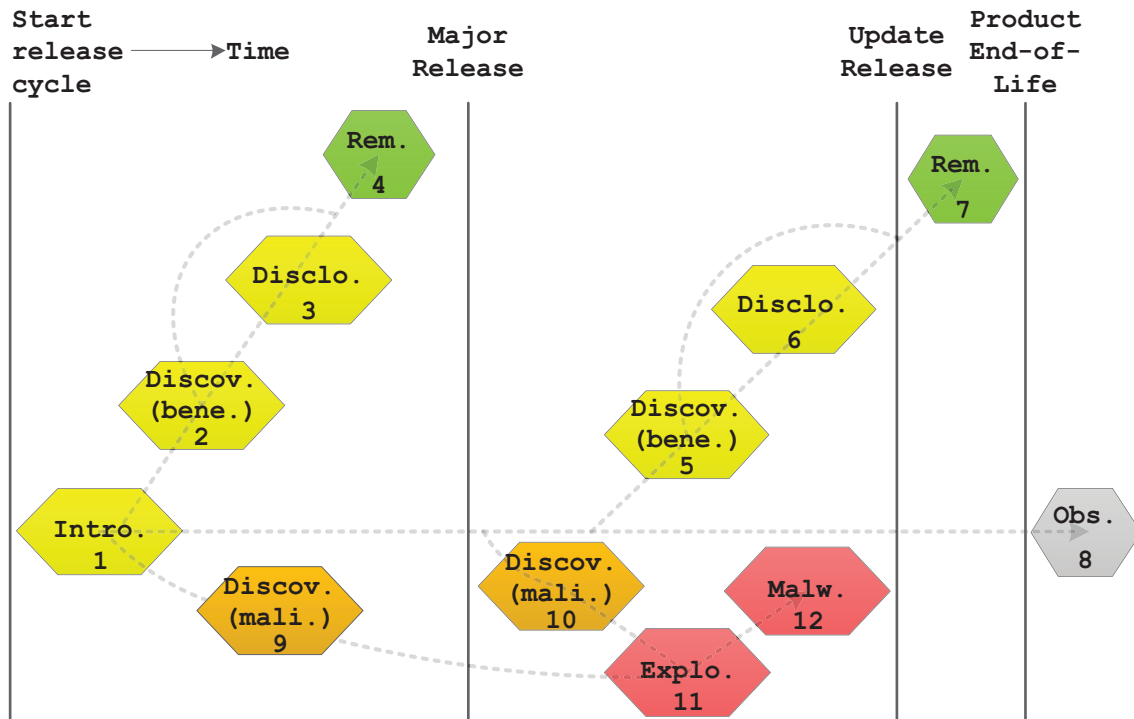 Start
release
cycle
Time
Major
Release
Update
Release
Product
End-of-
Life
Rem.
4
Rem.
7
Disclo.
3
Disclo.
6
Discov.
(bene.)
2
Discov.
(bene.)
5
Intro.
1
Obs.
8
Discov.
(mali.)
9
Discov.
(mali.)
10
Malw.
12
Explo.
11